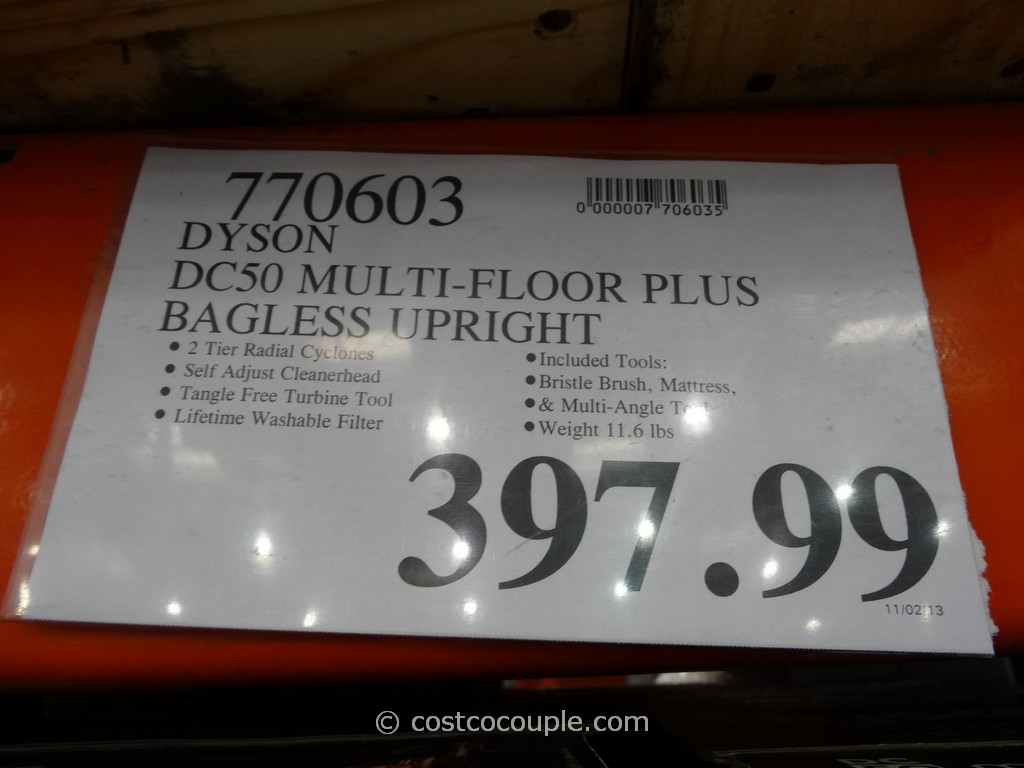 770603
0 000007 706035
DYSON
DC50 MULTI-FLOOR PLUS
BAGLESS UPRIGHT
• 2 Tier Radial Cyclones
• Self Adjust Cleanerhead
• Tangle Free Turbine Tool
• Lifetime Washable Filter
• Included Tools:
• Bristle Brush, Mattress,
• & Multi-Angle Tool
• Weight 11.6 lbs
397.99
11/02/13
© costcocouple.com